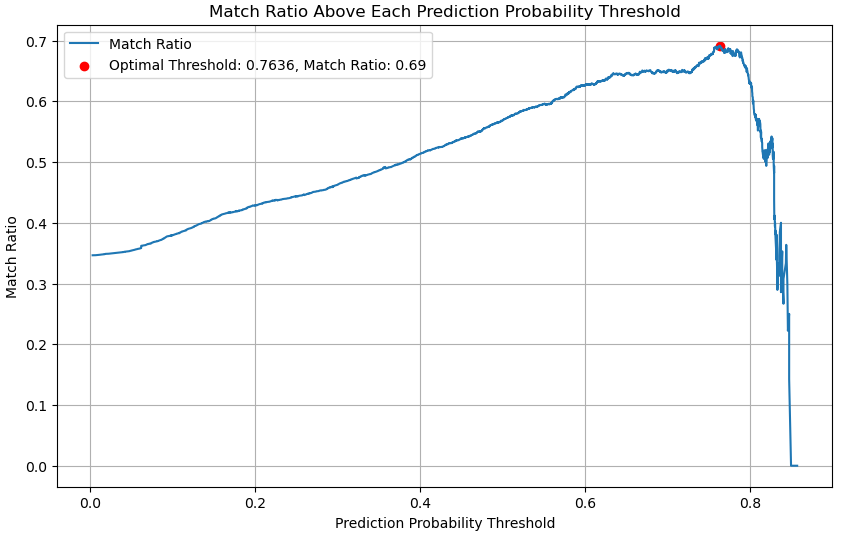 Match Ratio Above Each Prediction Probability Threshold
Match Ratio
Optimal Threshold: 0.7636, Match Ratio: 0.69
0.7
0.6
0.5
0.4
0.3
0.2
0.1
0.0
Match Ratio
0.0 0.2 0.4 0.6 0.8
Prediction Probability Threshold